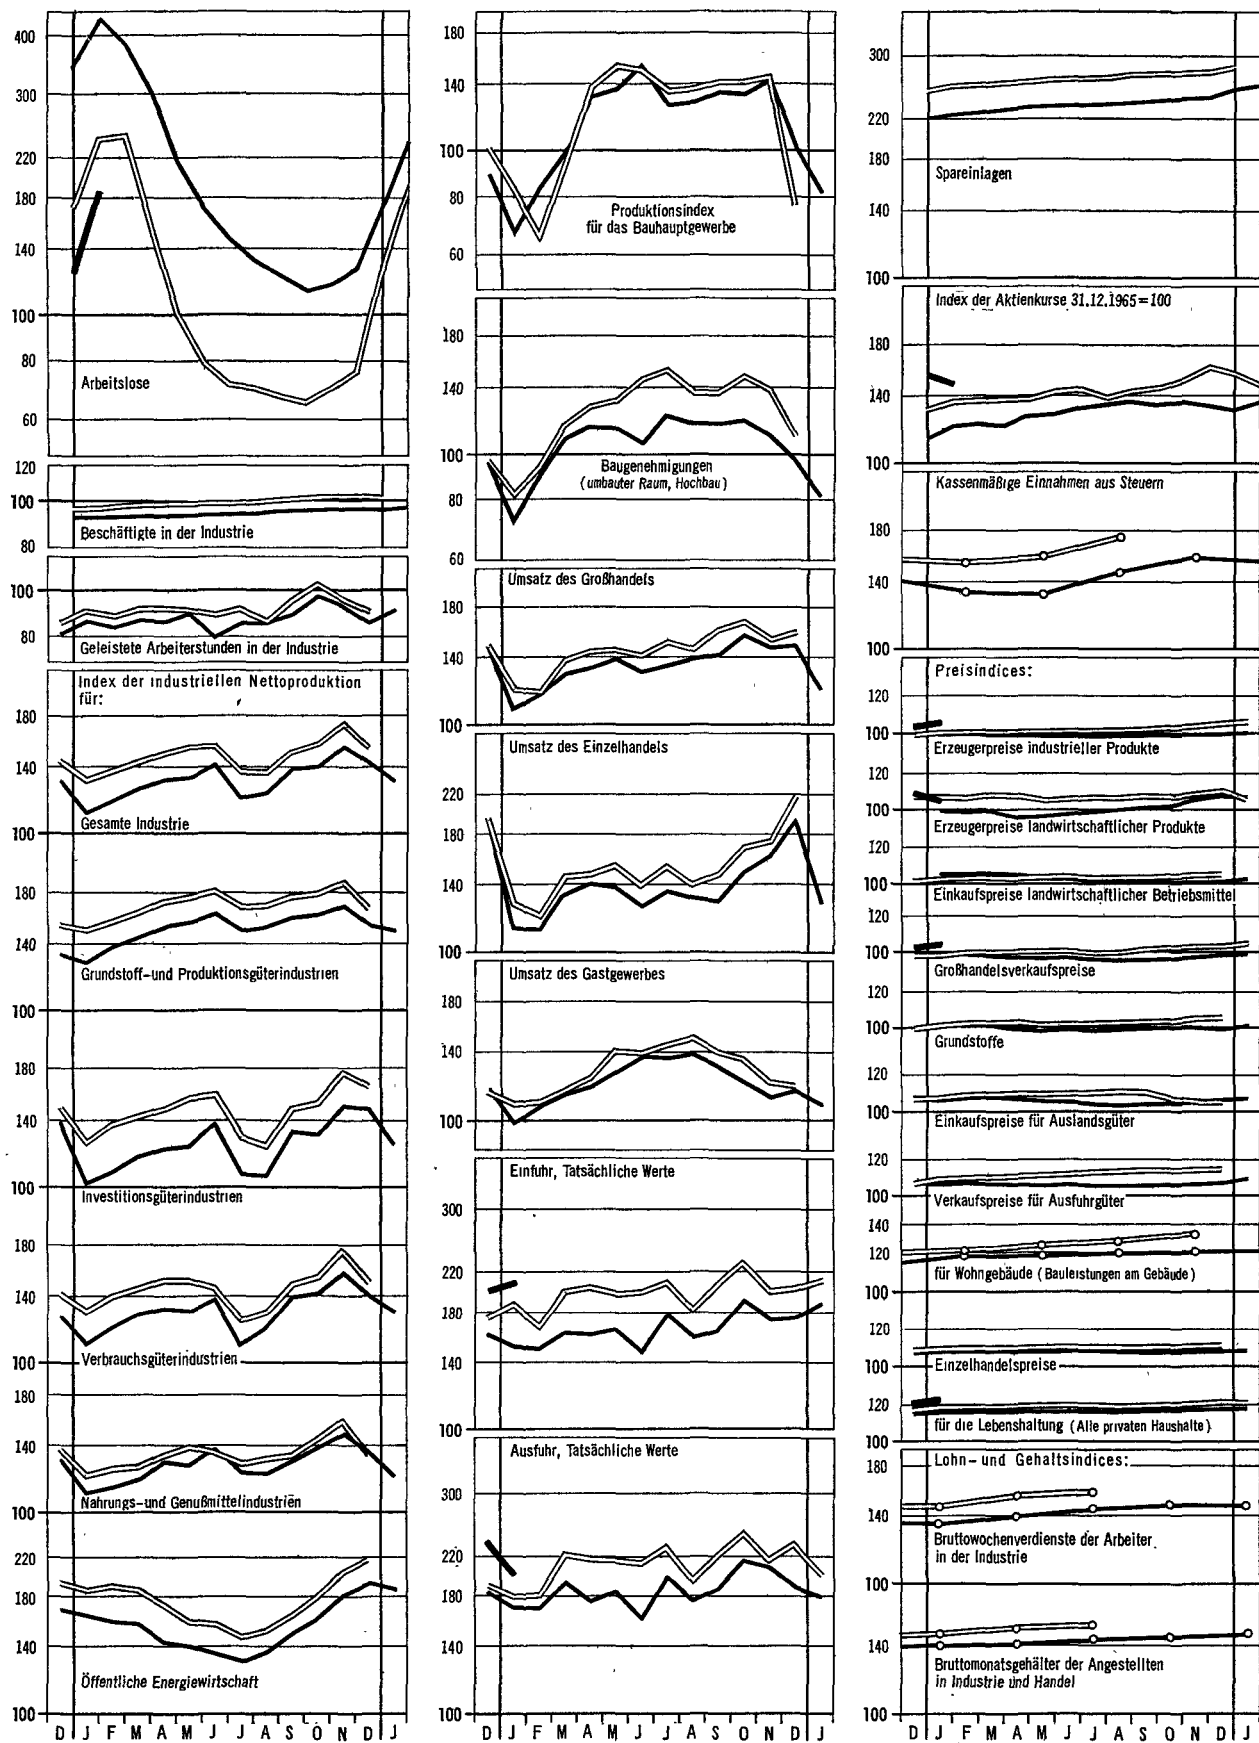 400
300
220
180
140
100
80
60
Arbeitslose
120
100
80
Beschäftigte in der Industrie
100
80
Geleistete Arbeiterstunden in der Industrie
Index der industriellen Nettoproduktion
für:
180
140
100
Gesamte Industrie
180
140
100
Grundstoff-und Produktionsgüterindustrien
180
140
100
Investitionsgüterindustrien
180
140
100
Verbrauchsgüterindustrien
180
140
100
Nahrungs-und Genußmittelindustrien
220
180
140
100
Öffentliche Energiewirtschaft
D J F M A M J J A S O N D J
180
140
100
80
60
Produktionsindex
für das Bauhauptgewerbe
180
140
100
80
60
Baugenehmigungen
(umbauter Raum, Hochbau)
Umsatz des Großhandels
180
140
100
Umsatz des Einzelhandels
220
180
140
100
Umsatz des Gastgewerbes
180
140
100
Einfuhr, Tatsächliche Werte
300
220
180
140
100
Ausfuhr, Tatsächliche Werte
300
220
180
140
100
D J F M A M J J A S O N D J
300
220
180
140
100
Spareinlagen
Index der Aktienkurse 31.12.1965=100
180
140
100
Kassenmäßige Einnahmen aus Steuern
180
140
100
Preisindices:
120
100
Erzeugerpreise industrieller Produkte
120
100
Erzeugerpreise landwirtschaftlicher Produkte
120
100
Einkaufspreise landwirtschaftlicher Betriebsmittel
120
100
Großhandelsverkaufspreise
120
100
Grundstoffe
120
100
Einkaufspreise für Auslandsgüter
120
100
Verkaufspreise für Ausfuhrgüter
140
120
100
für Wohngebäude (Bauleistungen am Gebäude)
120
100
Einzelhandelspreise
120
100
für die Lebenshaltung (Alle privaten Haushalte)
Lohn- und Gehaltsindices:
180
140
100
Bruttowochenverdienste der Arbeiter
in der Industrie
140
100
Bruttomonatsgehälter der Angestellten
in Industrie und Handel
D J F M A M J J A S O N D J